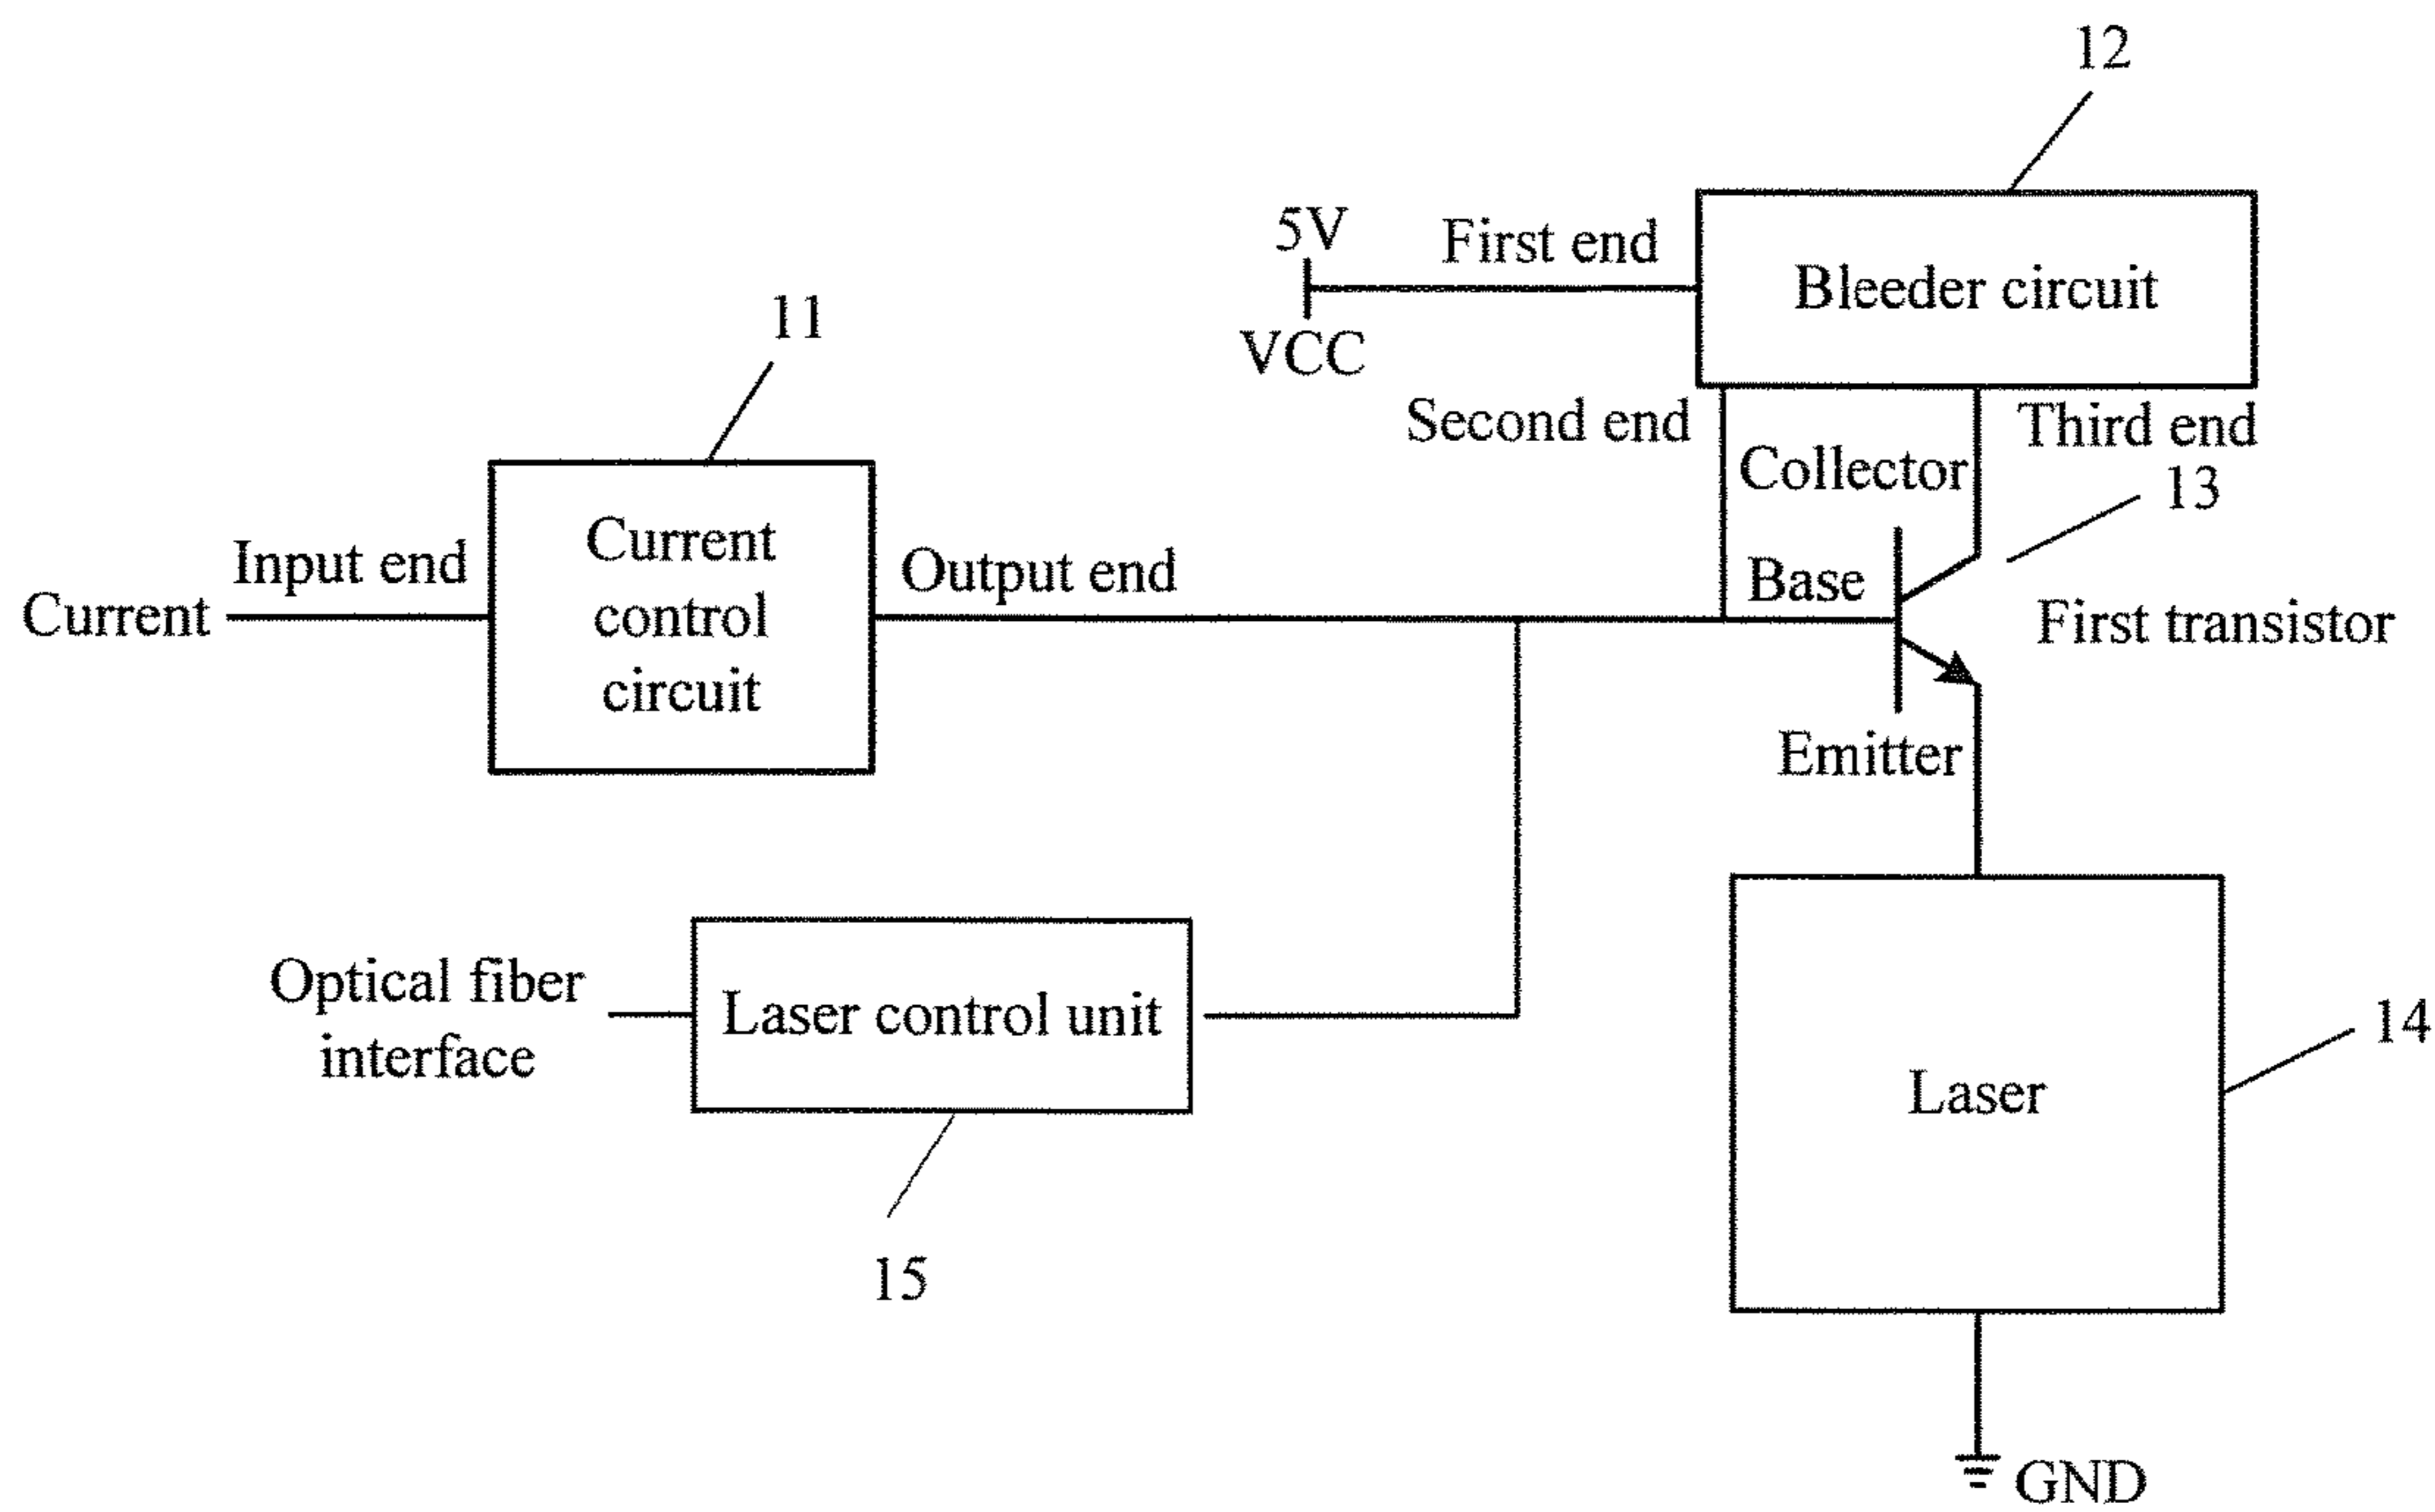 12
5V
First end
Bleeder circuit
VCC
11
Second end
Third end
Collector
13
Current
control
circuit
Input end
Current
Output end
Base
First transistor
Emitter
Optical fiber
interface
Laser control unit
15
Laser
14
GND